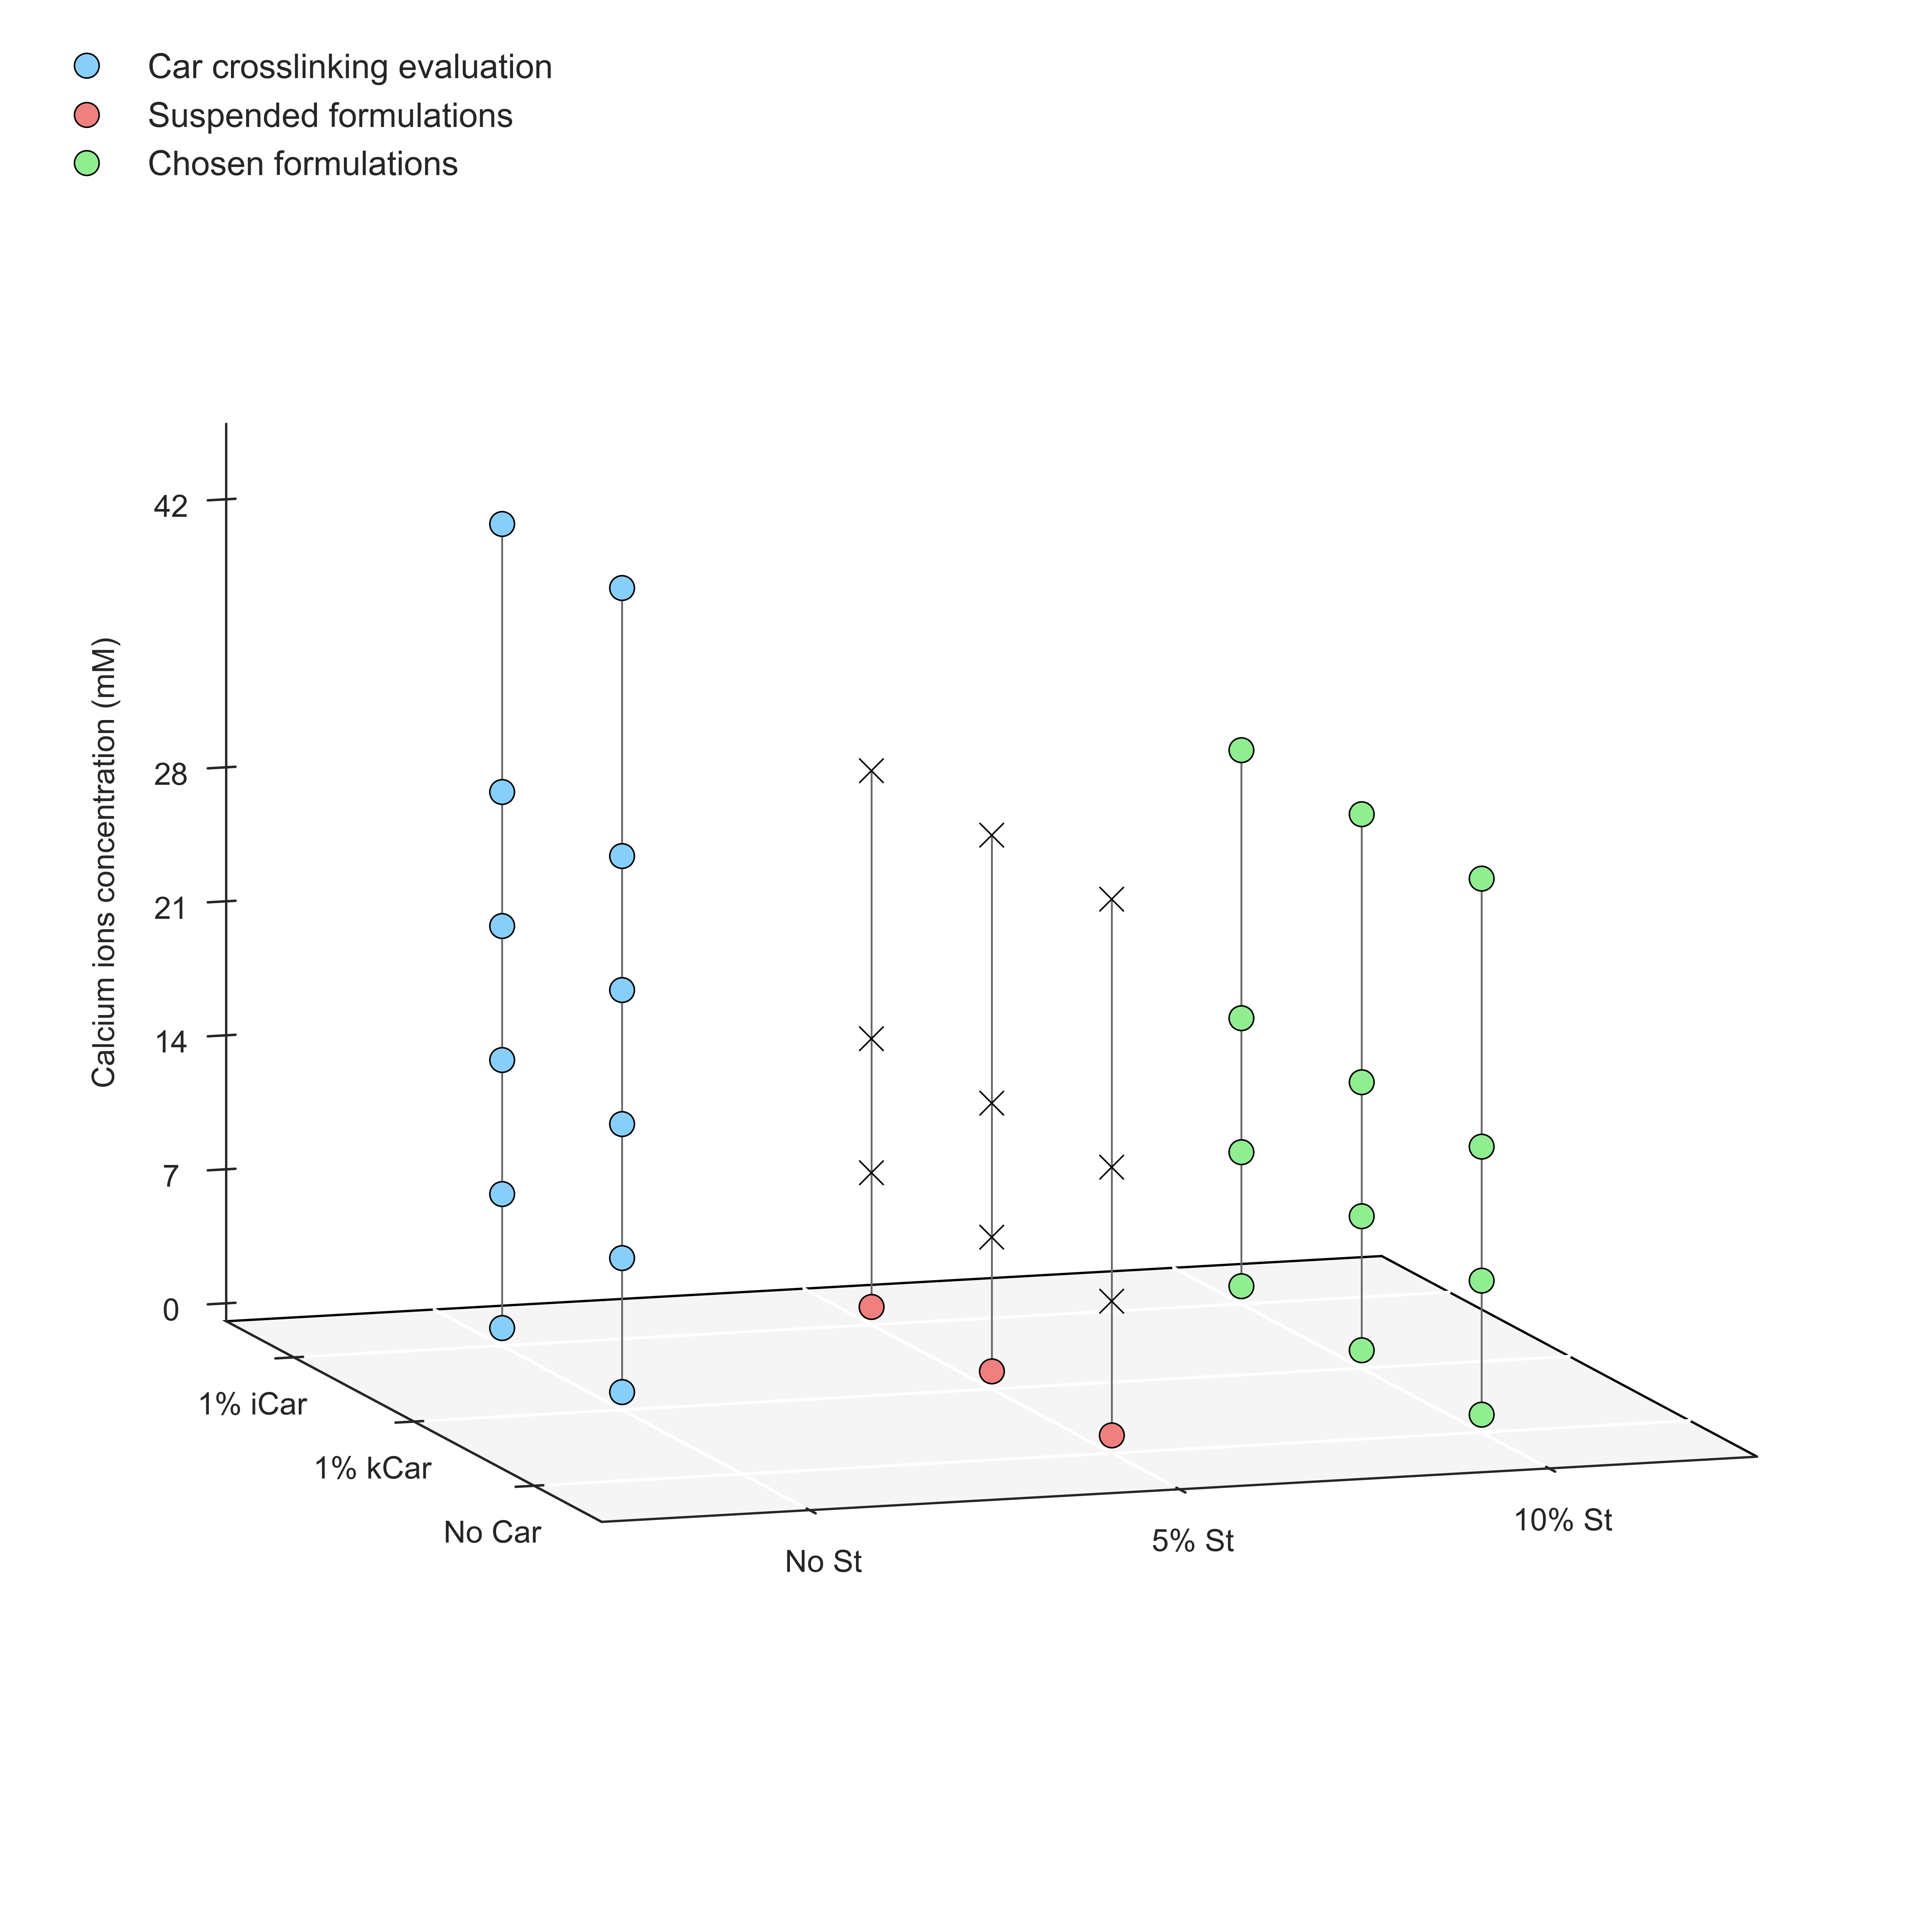 Car crosslinking evaluation
Suspended formulations
Chosen formulations
42
28
21
14
7
0
Calcium ions concentration (mM)
1% iCar
1% kCar
No Car
No St
5% St
10% St